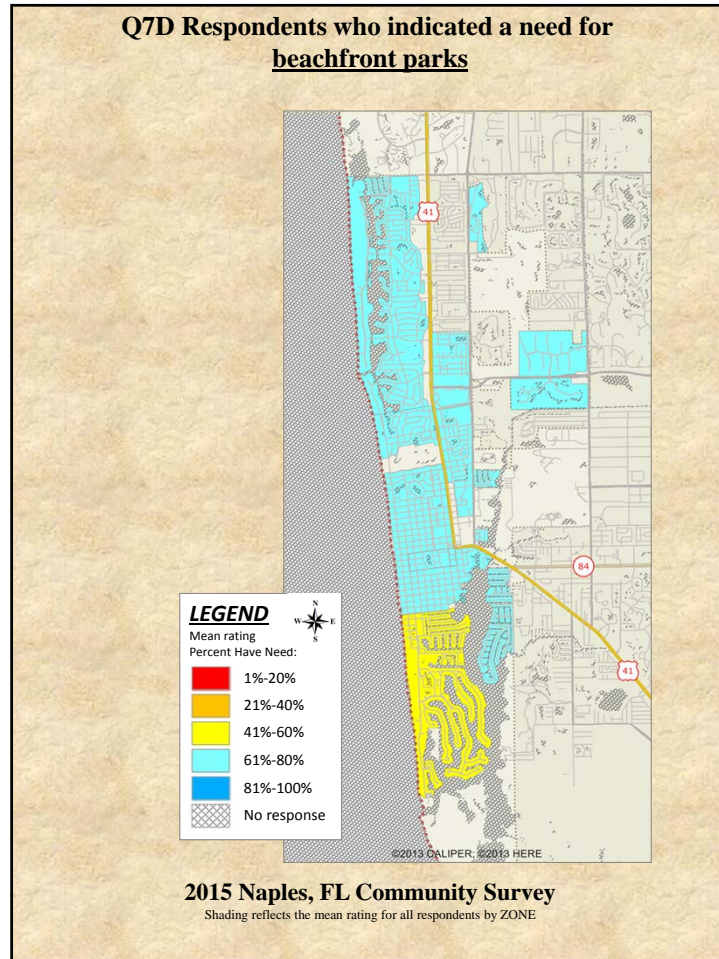 Q7D Respondents who indicated a need for
beachfront parks
41
84
41
LEGEND
N
W E
S
Mean rating
Percent Have Need:
1%-20%
21%-40%
41%-60%
61%-80%
81%-100%
No response
©2013 CALIPER; ©2013 HERE
2015 Naples, FL Community Survey
Shading reflects the mean rating for all respondents by ZONE